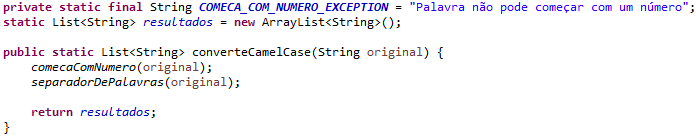 private static final String COMECA_COM_NUMERO_EXCEPTION = "Palavra não pode começar com um número";
static List<String> resultados = new ArrayList<String>();
public static List<String> converteCamelCase(String original) {
comecaComNumero(original);
separadorDePalavras(original);
return resultados;
}